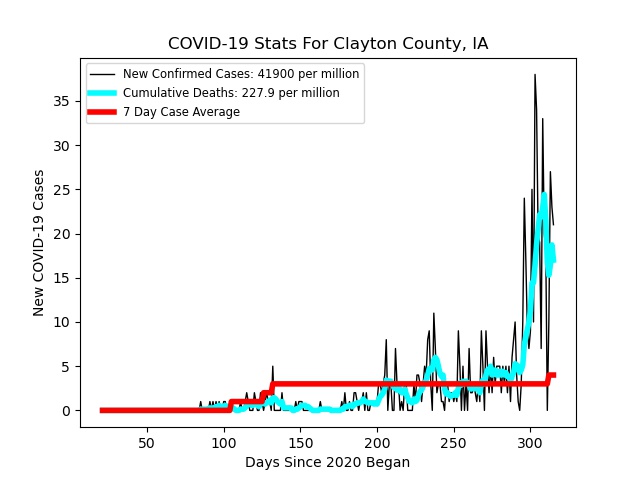 COVID-19 Stats For Clayton County, IA
New Confirmed Cases: 41900 per million
Cumulative Deaths: 227.9 per million
7 Day Case Average
New COVID-19 Cases
35
30
25
20
15
10
5
0
50 100 150 200 250 300
Days Since 2020 Began